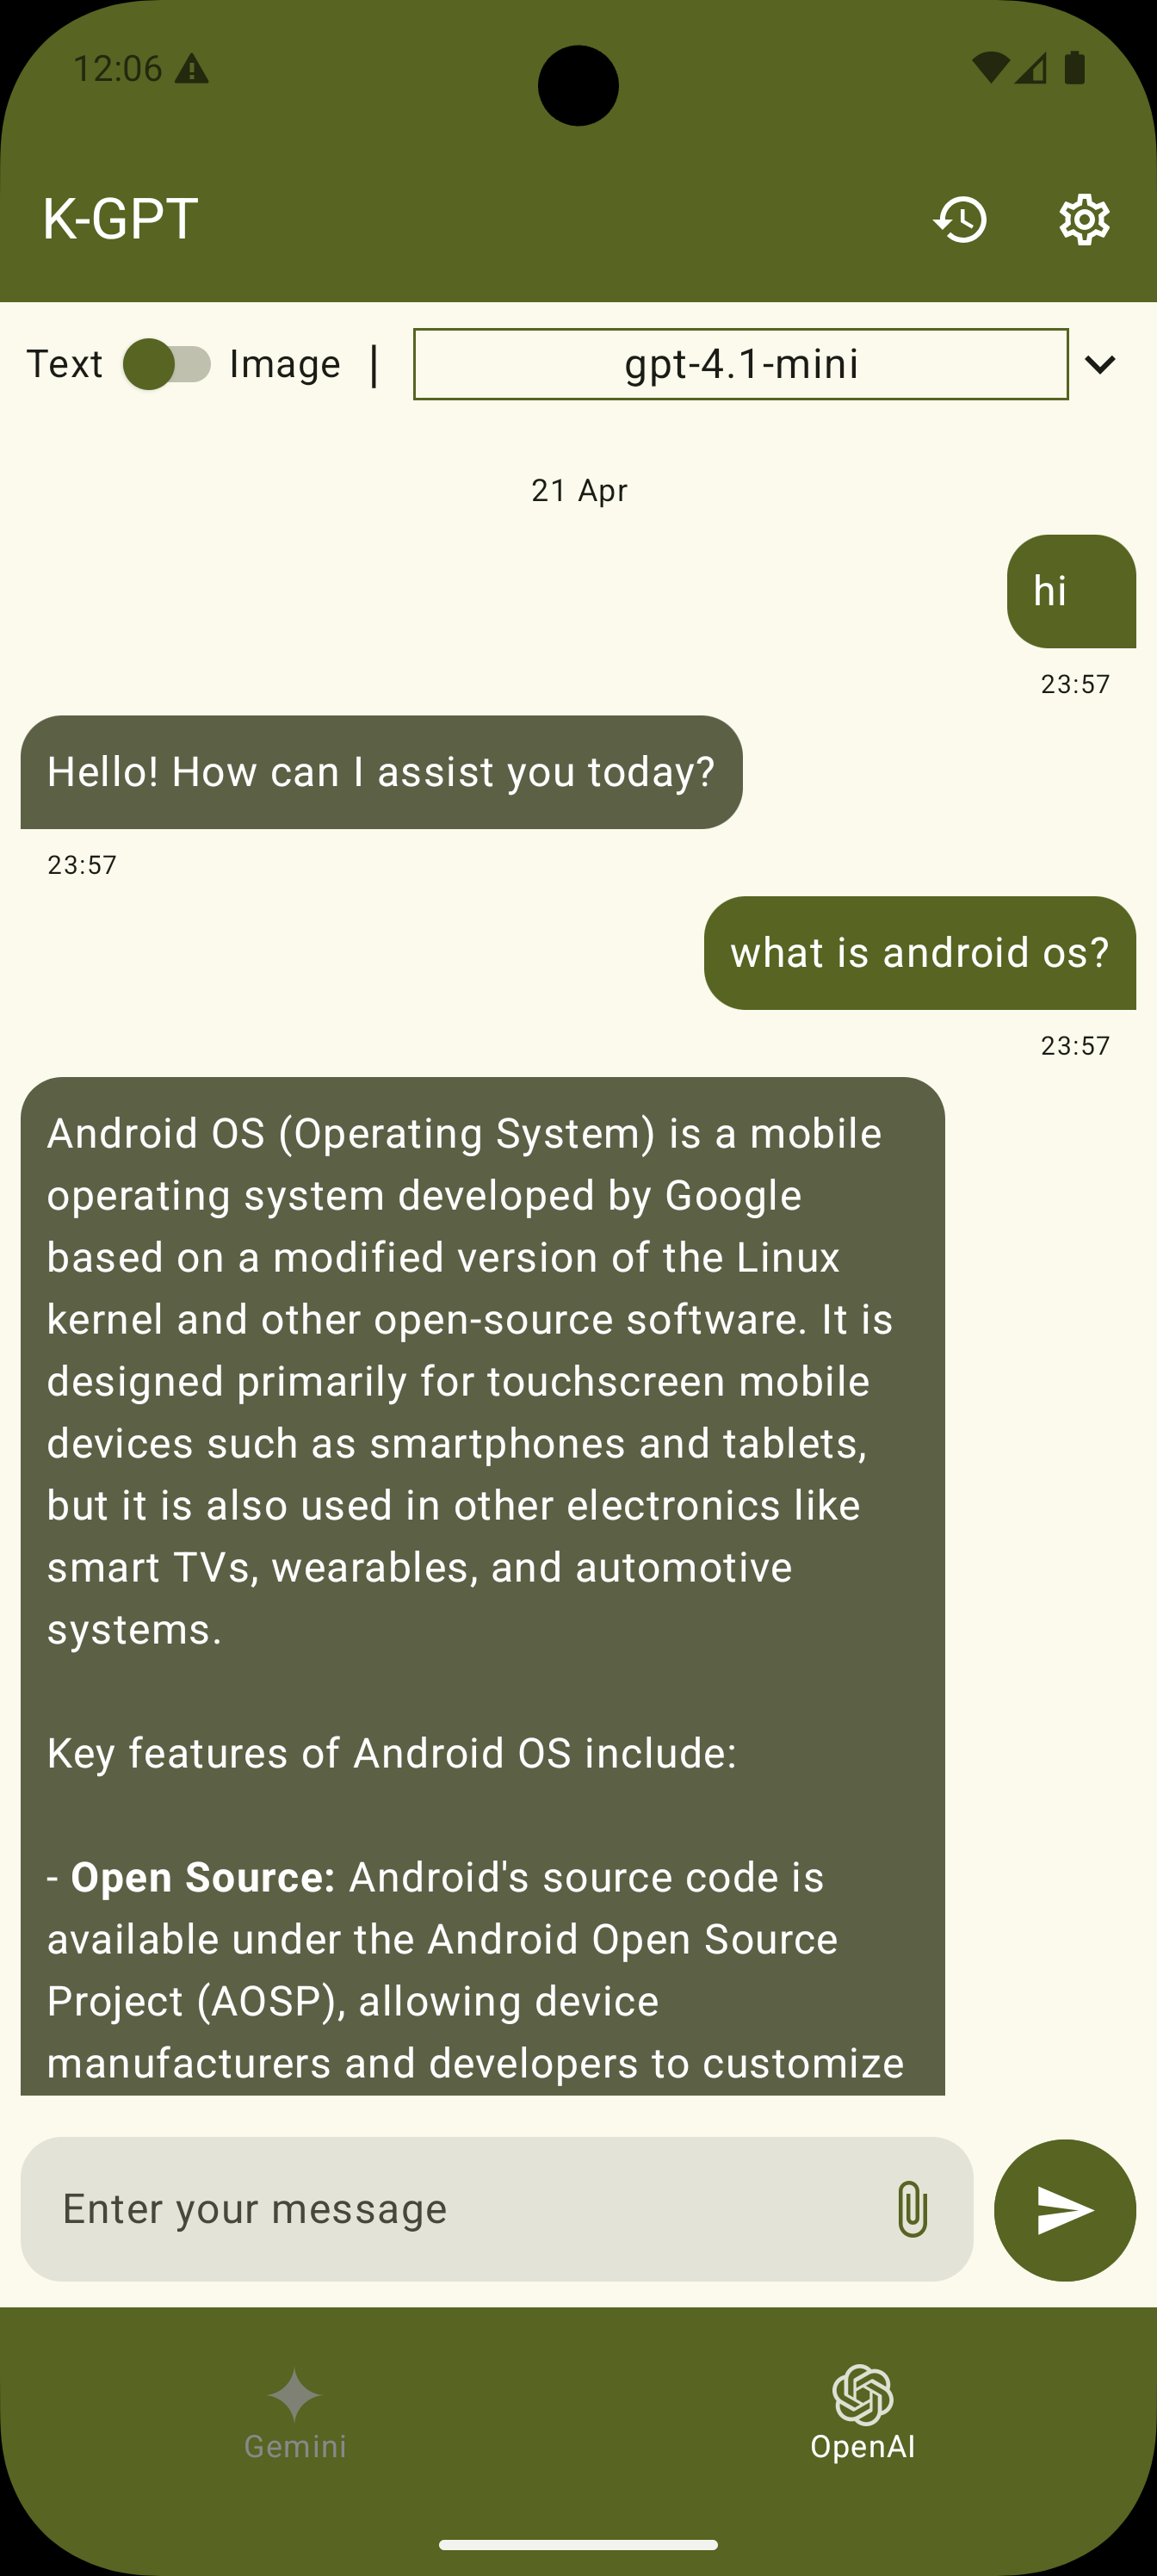 12:06
K-GPT
Text Image | gpt-4.1-mini
21 Apr
hi
23:57
Hello! How can I assist you today?
23:57
what is android os?
23:57
Android OS (Operating System) is a mobile
operating system developed by Google
based on a modified version of the Linux
kernel and other open-source software. It is
designed primarily for touchscreen mobile
devices such as smartphones and tablets,
but it is also used in other electronics like
smart TVs, wearables, and automotive
systems.
Key features of Android OS include:
- Open Source: Android's source code is
available under the Android Open Source
Project (AOSP), allowing device
manufacturers and developers to customize
Enter your message
Gemini
OpenAI